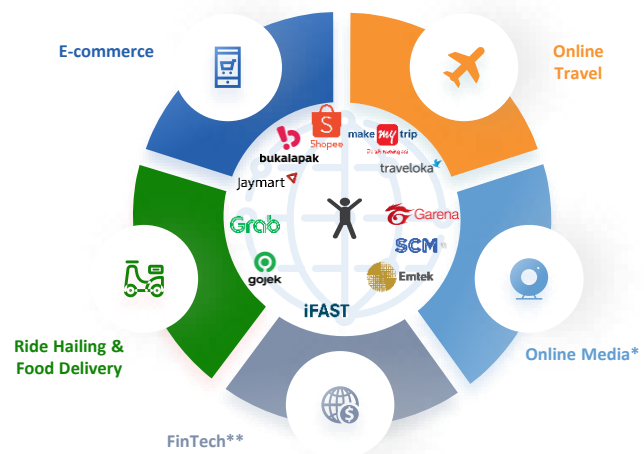 E-commerce
Online
Travel
Shopee
bukalapak
make my trip
traveloka
Jaymart
Garena
Grab
SCM
gojek
Emtek
iFAST
Ride Hailing &
Food Delivery
Online Media*
FinTech**
$